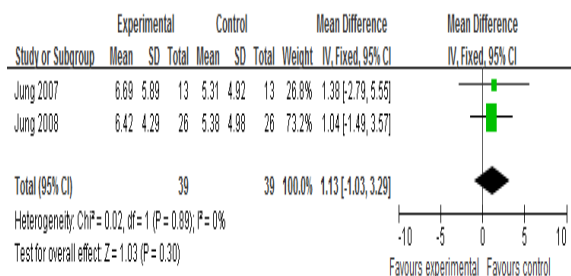 Experimental Control Mean Difference Mean Difference
Study or Subgroup Mean SD Total Mean SD Total Weight IV, Fixed, 95% CI IV, Fixed, 95% CI
Jung 2007 6.69 5.89 13 5.31 4.92 13 26.8% 1.38 [-2.79, 5.55]
Jung 2008 6.42 4.29 26 5.38 4.98 26 73.2% 1.04 [-1.49, 3.57]
Total (95% CI) 39 39 100.0% 1.13 [-1.03, 3.29]
Heterogeneity: Chi² = 0.02, df = 1 (P = 0.89); I² = 0%
Test for overall effect: Z = 1.03 (P = 0.30)
-10 -5 0 5 10
Favours experimental Favours control